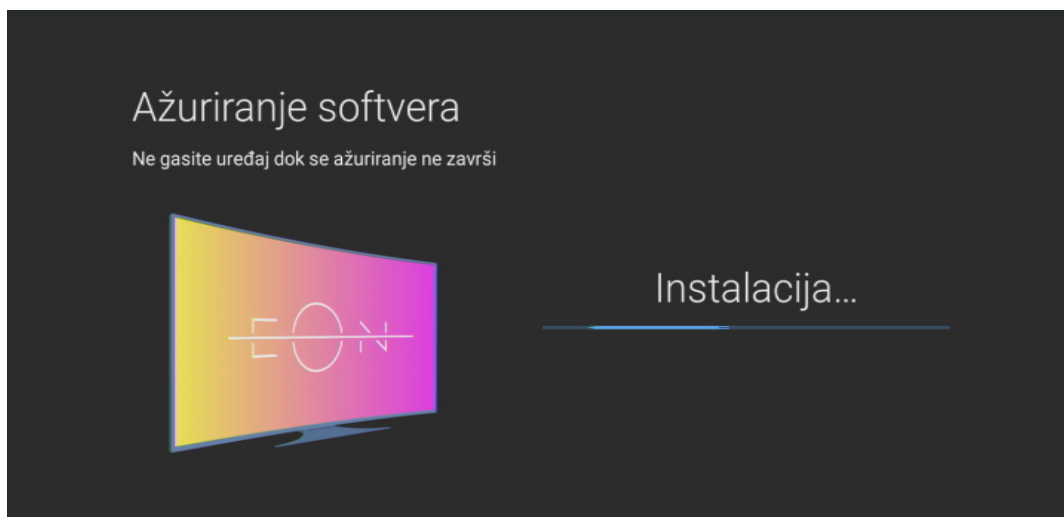 Ažuriranje softvera
Ne gasite uređaj dok se ažuriranje ne završi
EON
Instalacija...